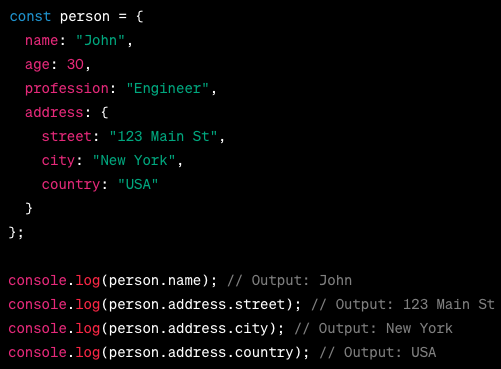 const person = {
  name: "John",
  age: 30,
  profession: "Engineer",
  address: {
    street: "123 Main St",
    city: "New York",
    country: "USA"
  }
};

console.log(person.name); // Output: John
console.log(person.address.street); // Output: 123 Main St
console.log(person.address.city); // Output: New York
console.log(person.address.country); // Output: USA